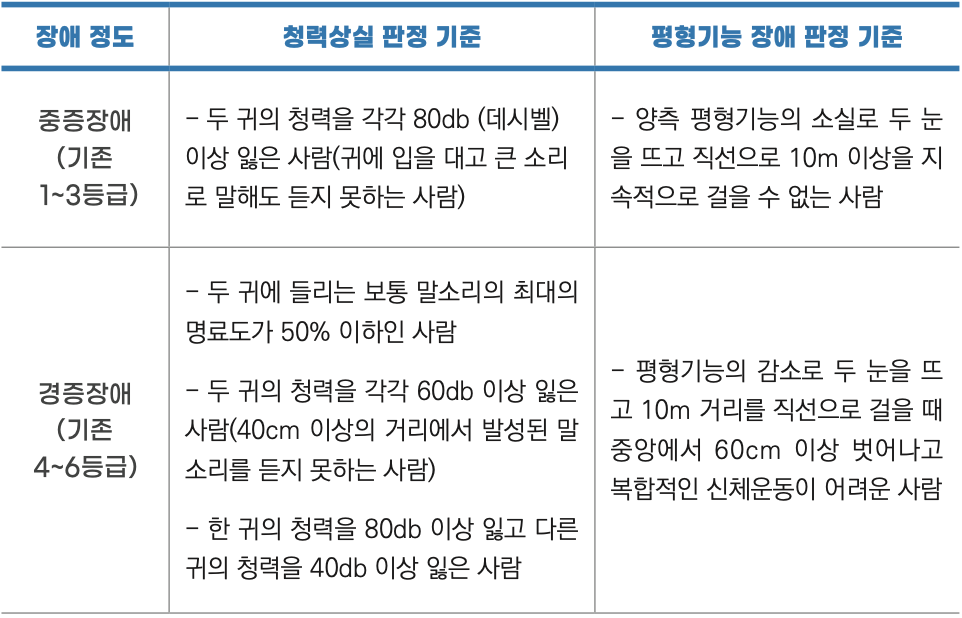 장애 정도
청력상실 판정 기준
평형기능 장애 판정 기준
중증장애
(기존
1~3등급)
- 두 귀의 청력을 각각 80db (데시벨)
이상 잃은 사람(귀에 입을 대고 큰 소리
로 말해도 듣지 못하는 사람)
- 양측 평형기능의 소실로 두 눈
을 뜨고 직선으로 10m 이상을 지
속적으로 걸을 수 없는 사람
경증장애
(기존
4~6등급)
- 두 귀에 들리는 보통 말소리의 최대의
명료도가 50% 이하인 사람
- 두 귀의 청력을 각각 60db 이상 잃은
사람(40cm 이상의 거리에서 발성된 말
소리를 듣지 못하는 사람)
- 한 귀의 청력을 80db 이상 잃고 다른
귀의 청력을 40db 이상 잃은 사람
- 평형기능의 감소로 두 눈을 뜨
고 10m 거리를 직선으로 걸을 때
중앙에서 60cm 이상 벗어나고
복합적인 신체운동이 어려운 사람